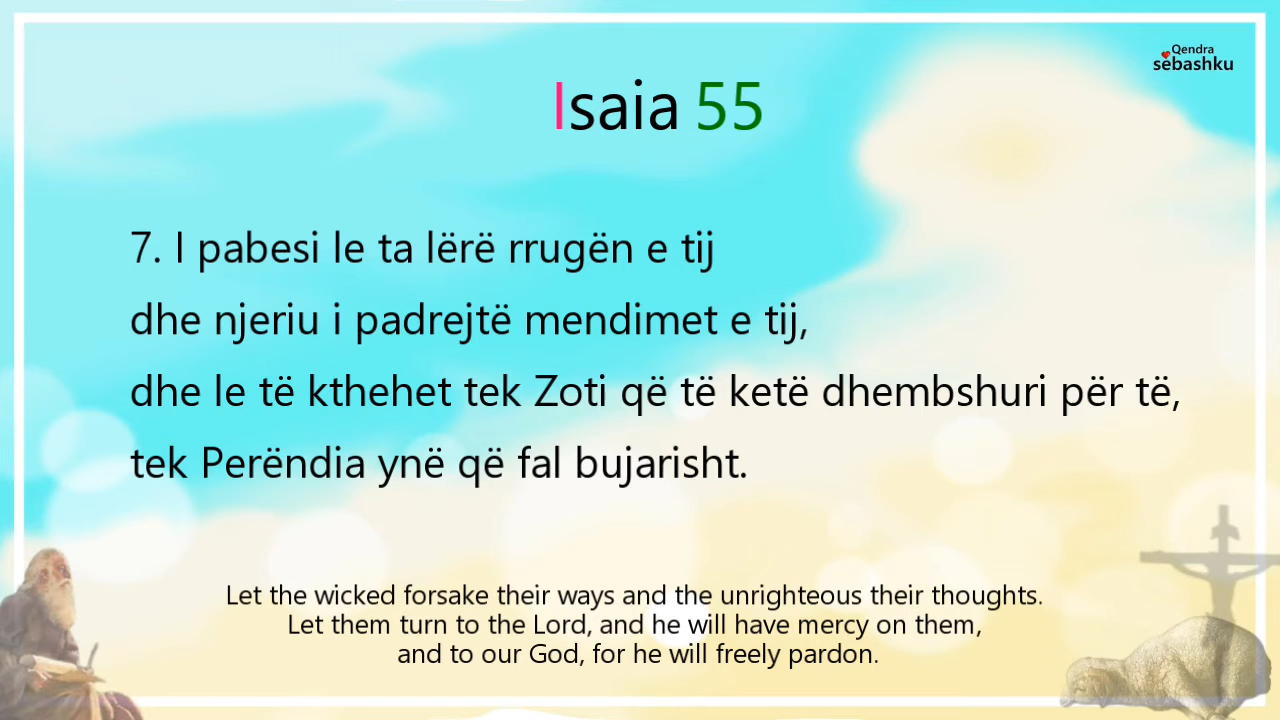 Qendra
sëbashku
Isaia 55
7. I pabesi le ta lërë rrugën e tij
dhe njeriu i padrejtë mendimet e tij,
dhe le të kthehet tek Zoti që të ketë dhembshuri për të,
tek Perëndia ynë që fal bujarisht.
Let the wicked forsake their ways and the unrighteous their thoughts.
Let them turn to the Lord, and he will have mercy on them,
and to our God, for he will freely pardon.